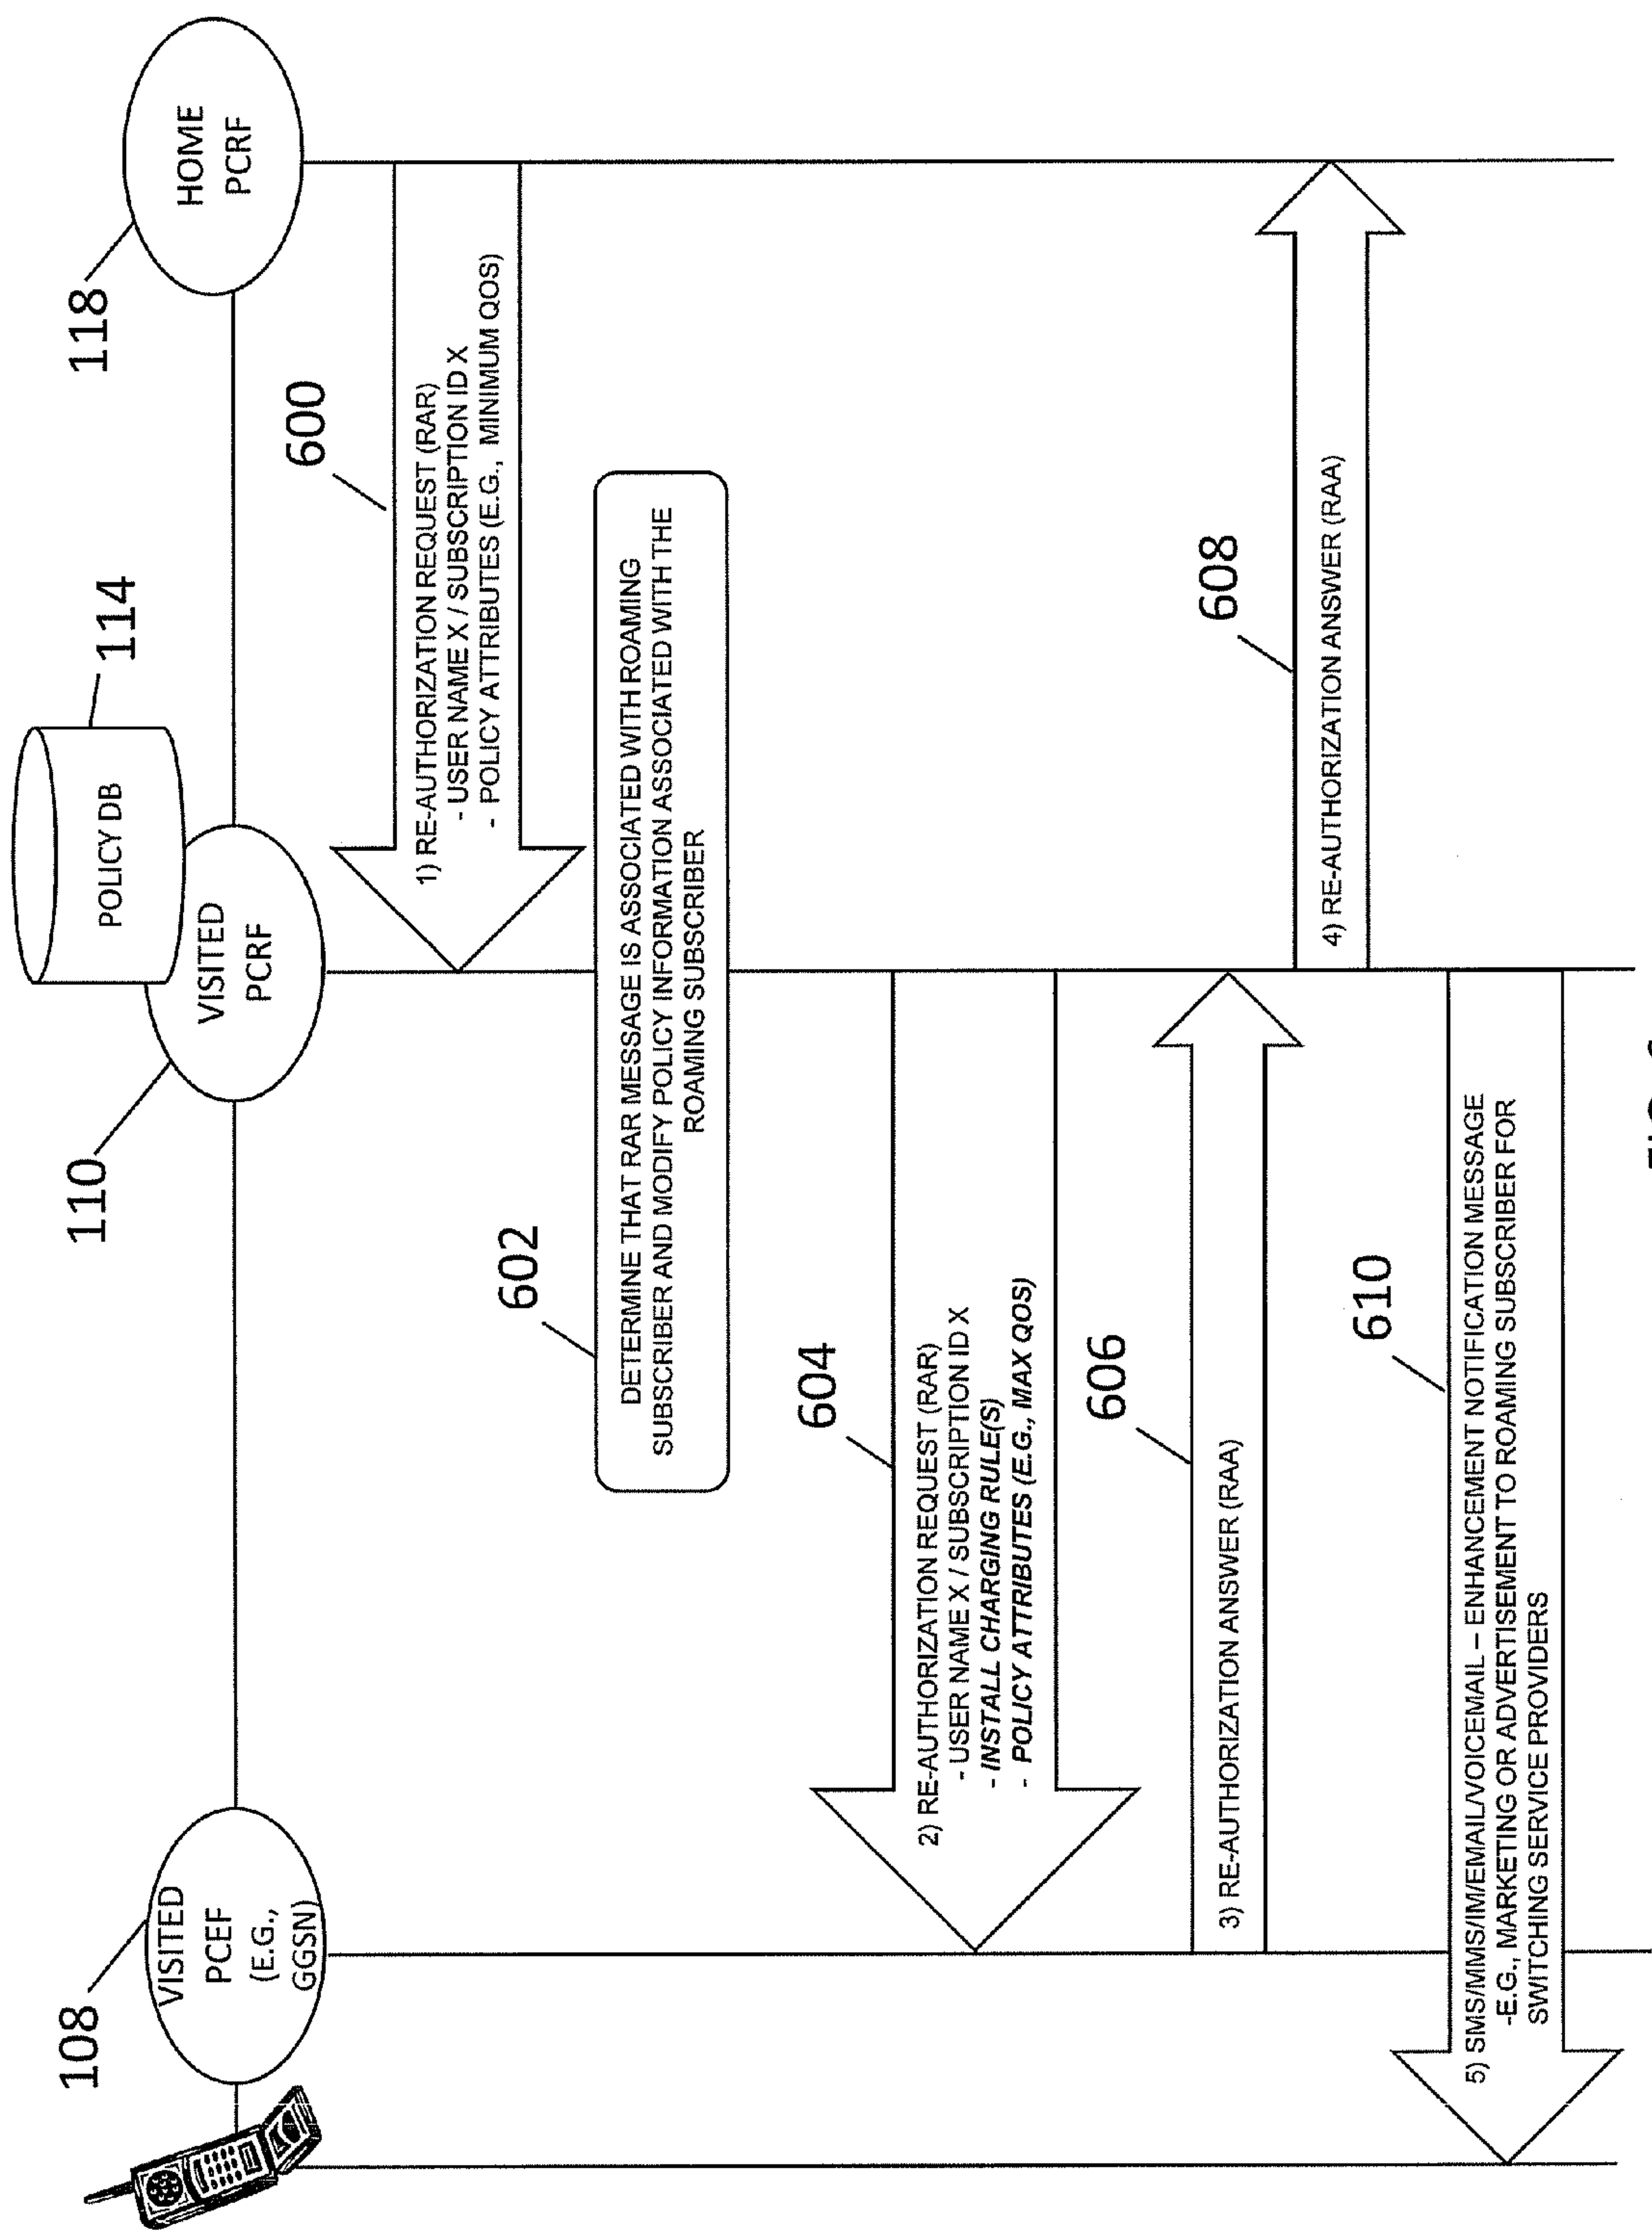 108
VISITED
PCEF
(E.G.,
GGSN)
110
VISITED
PCRF
POLICY DB
114
118
HOME
PCRF
600
1) RE-AUTHORIZATION REQUEST (RAR)
- USER NAME X / SUBSCRIPTION ID X
- POLICY ATTRIBUTES (E.G., MINIMUM QOS)
602
DETERMINE THAT RAR MESSAGE IS ASSOCIATED WITH ROAMING
SUBSCRIBER AND MODIFY POLICY INFORMATION ASSOCIATED WITH THE
ROAMING SUBSCRIBER
604
2) RE-AUTHORIZATION REQUEST (RAR)
- USER NAME X / SUBSCRIPTION ID X
- INSTALL CHARGING RULE(S)
- POLICY ATTRIBUTES (E.G., MAX QOS)
606
3) RE-AUTHORIZATION ANSWER (RAA)
608
4) RE-AUTHORIZATION ANSWER (RAA)
610
5) SMS/MMS/IM/EMAIL/VOICEMAIL – ENHANCEMENT NOTIFICATION MESSAGE
-E.G., MARKETING OR ADVERTISEMENT TO ROAMING SUBSCRIBER FOR
SWITCHING SERVICE PROVIDERS